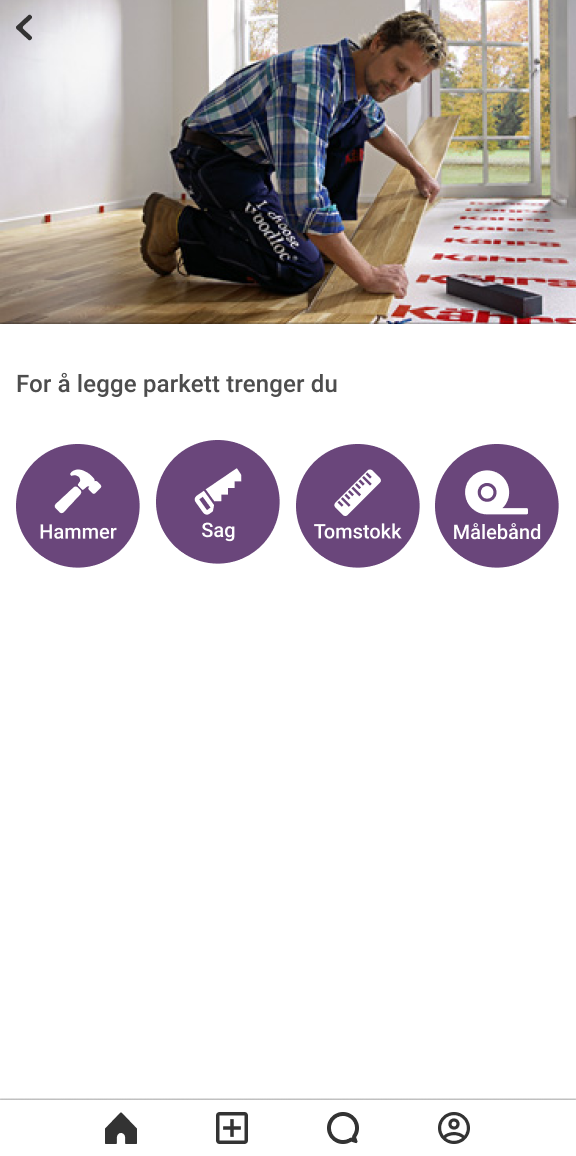 I choose
woodloc®
Kährs
Kährs
Kährs
Kährs
For å legge parkett trenger du
Hammer
Sag
Tomstokk
Målebånd